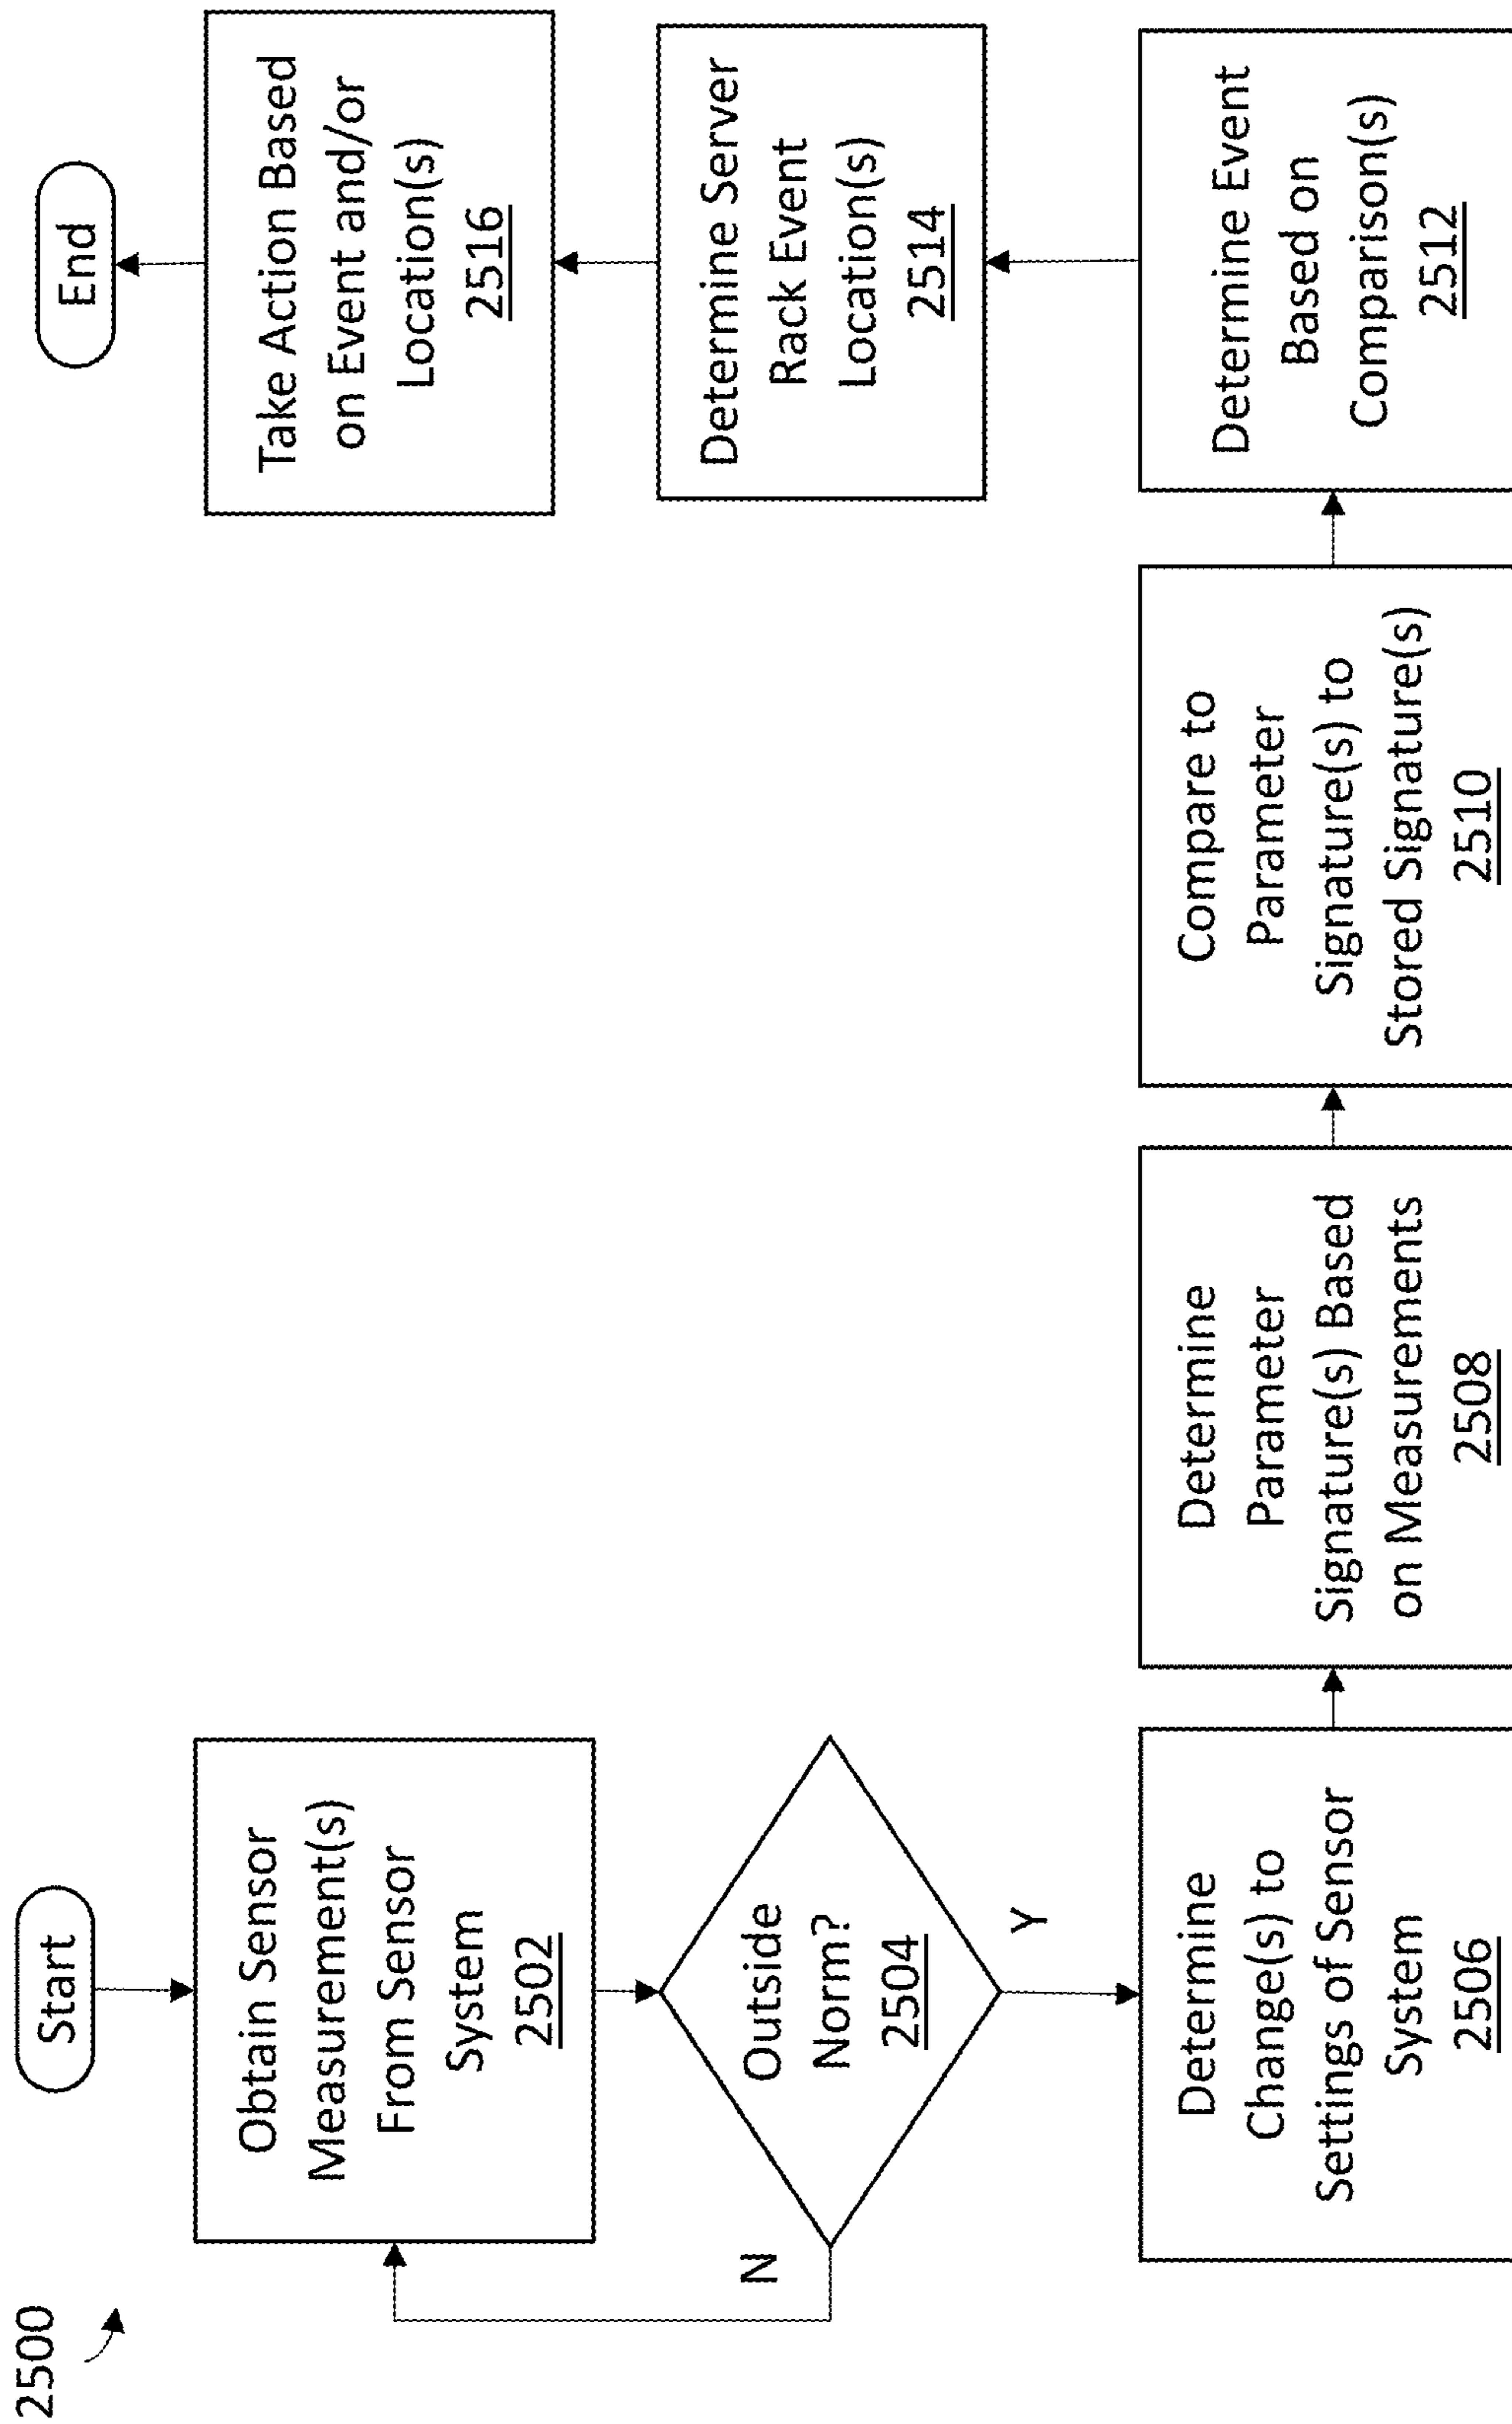 2500
Start
Obtain Sensor
Measurement(s)
From Sensor
System
2502
Outside
Norm?
2504
N
Y
Determine
Change(s) to
Settings of Sensor
System
2506
Determine
Parameter
Signature(s) Based
on Measurements
2508
Compare to
Parameter
Signature(s) to
Stored Signature(s)
2510
Determine Event
Based on
Comparison(s)
2512
Determine Server
Rack Event
Location(s)
2514
Take Action Based
on Event and/or
Location(s)
2516
End